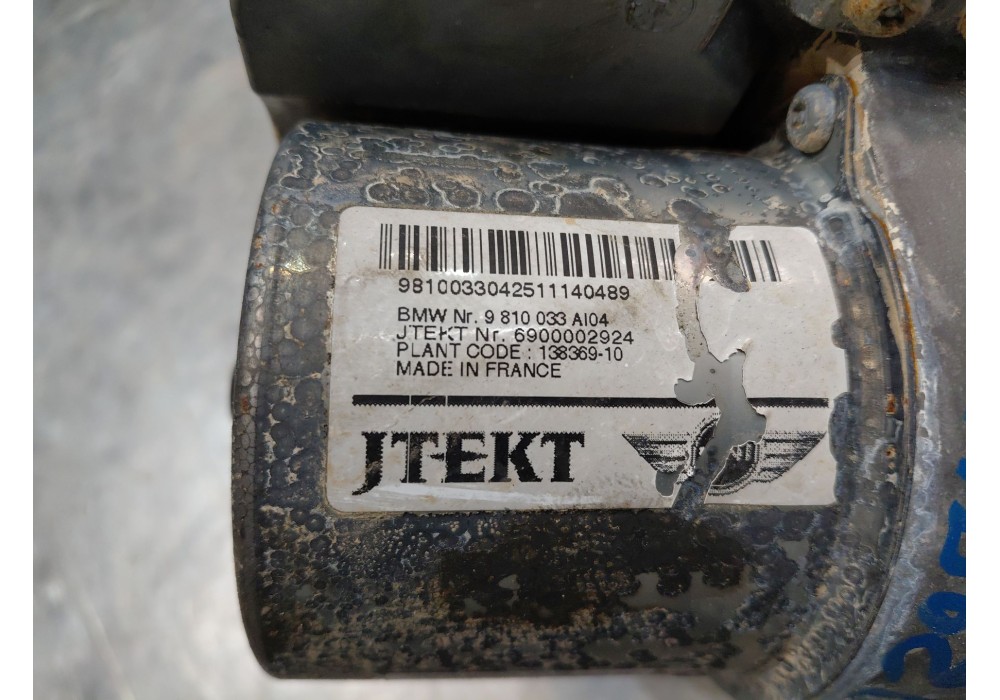 9810033042511140489
BMW Nr. 9 810 033 AI04
JTEKT Nr. 6900002924
PLANT CODE : 138369-10
MADE IN FRANCE
JTEKT